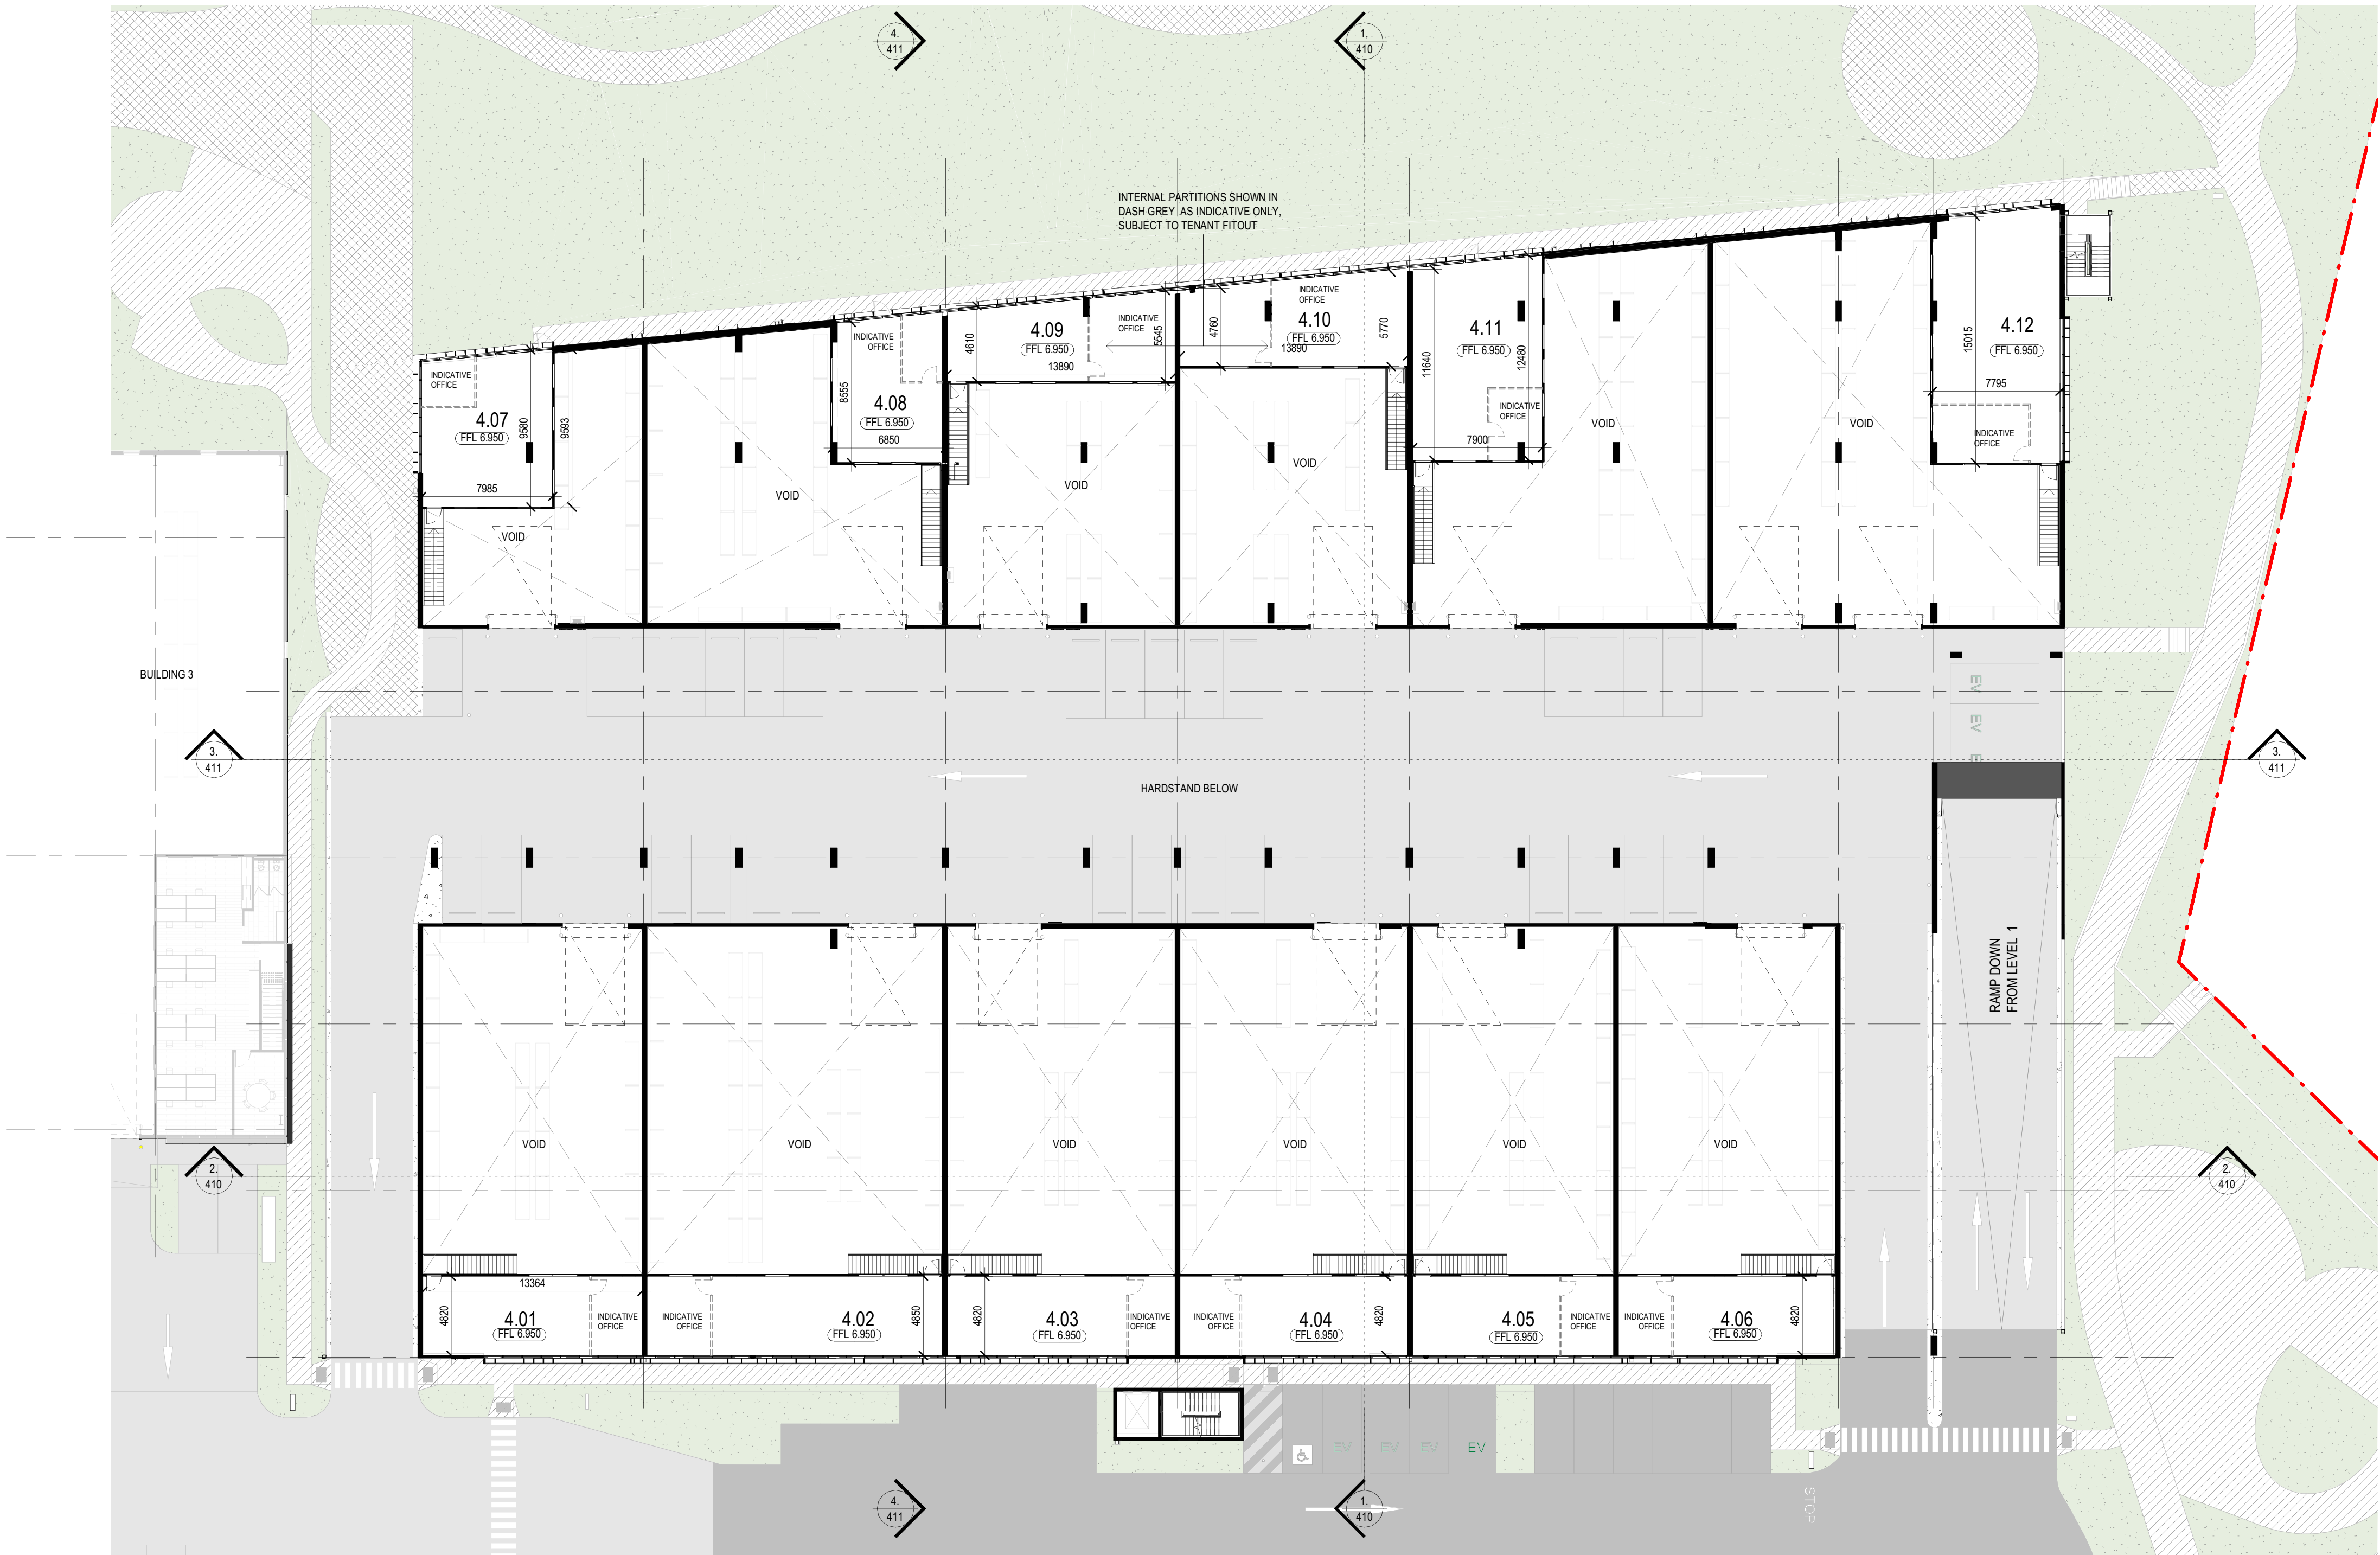 4.
411
1.
410
INTERNAL PARTITIONS SHOWN IN
DASH GREY AS INDICATIVE ONLY,
SUBJECT TO TENANT FITOUT
INDICATIVE
OFFICE
4.07
FFL 6.950
9580
9593
7985
VOID
INDICATIVE
OFFICE
8555
4.08
FFL 6.950
6850
VOID
4610
4.09
FFL 6.950
INDICATIVE
OFFICE
5545
13890
VOID
4760
INDICATIVE
OFFICE
4.10
FFL 6.950
13890
5770
VOID
11640
4.11
FFL 6.950
12480
INDICATIVE
OFFICE
7900
VOID
VOID
15015
4.12
FFL 6.950
7795
INDICATIVE
OFFICE
BUILDING 3
EV
EV
E
3.
411
HARDSTAND BELOW
3.
411
RAMP DOWN
FROM LEVEL 1
VOID
VOID
VOID
VOID
VOID
VOID
2.
410
2.
410
13364
4820
4.01
FFL 6.950
INDICATIVE
OFFICE
INDICATIVE
OFFICE
4.02
FFL 6.950
4850
4820
4.03
FFL 6.950
INDICATIVE
OFFICE
INDICATIVE
OFFICE
4.04
FFL 6.950
4820
4.05
FFL 6.950
INDICATIVE
OFFICE
INDICATIVE
OFFICE
4.06
FFL 6.950
4820
EV
EV
EV
EV
STOP
4.
411
1.
410